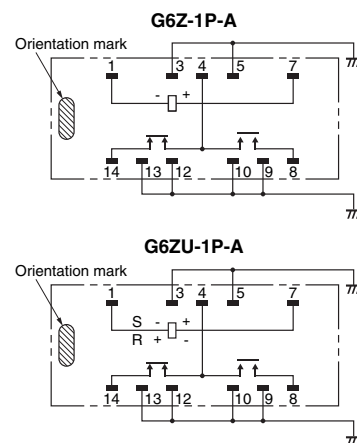 G6Z-1P-A
Orientation mark
1 3 4 5 7
- +
14 13 12 10 9 8
G6ZU-1P-A
Orientation mark
1 3 4 5 7
S - +
R + -
14 13 12 10 9 8